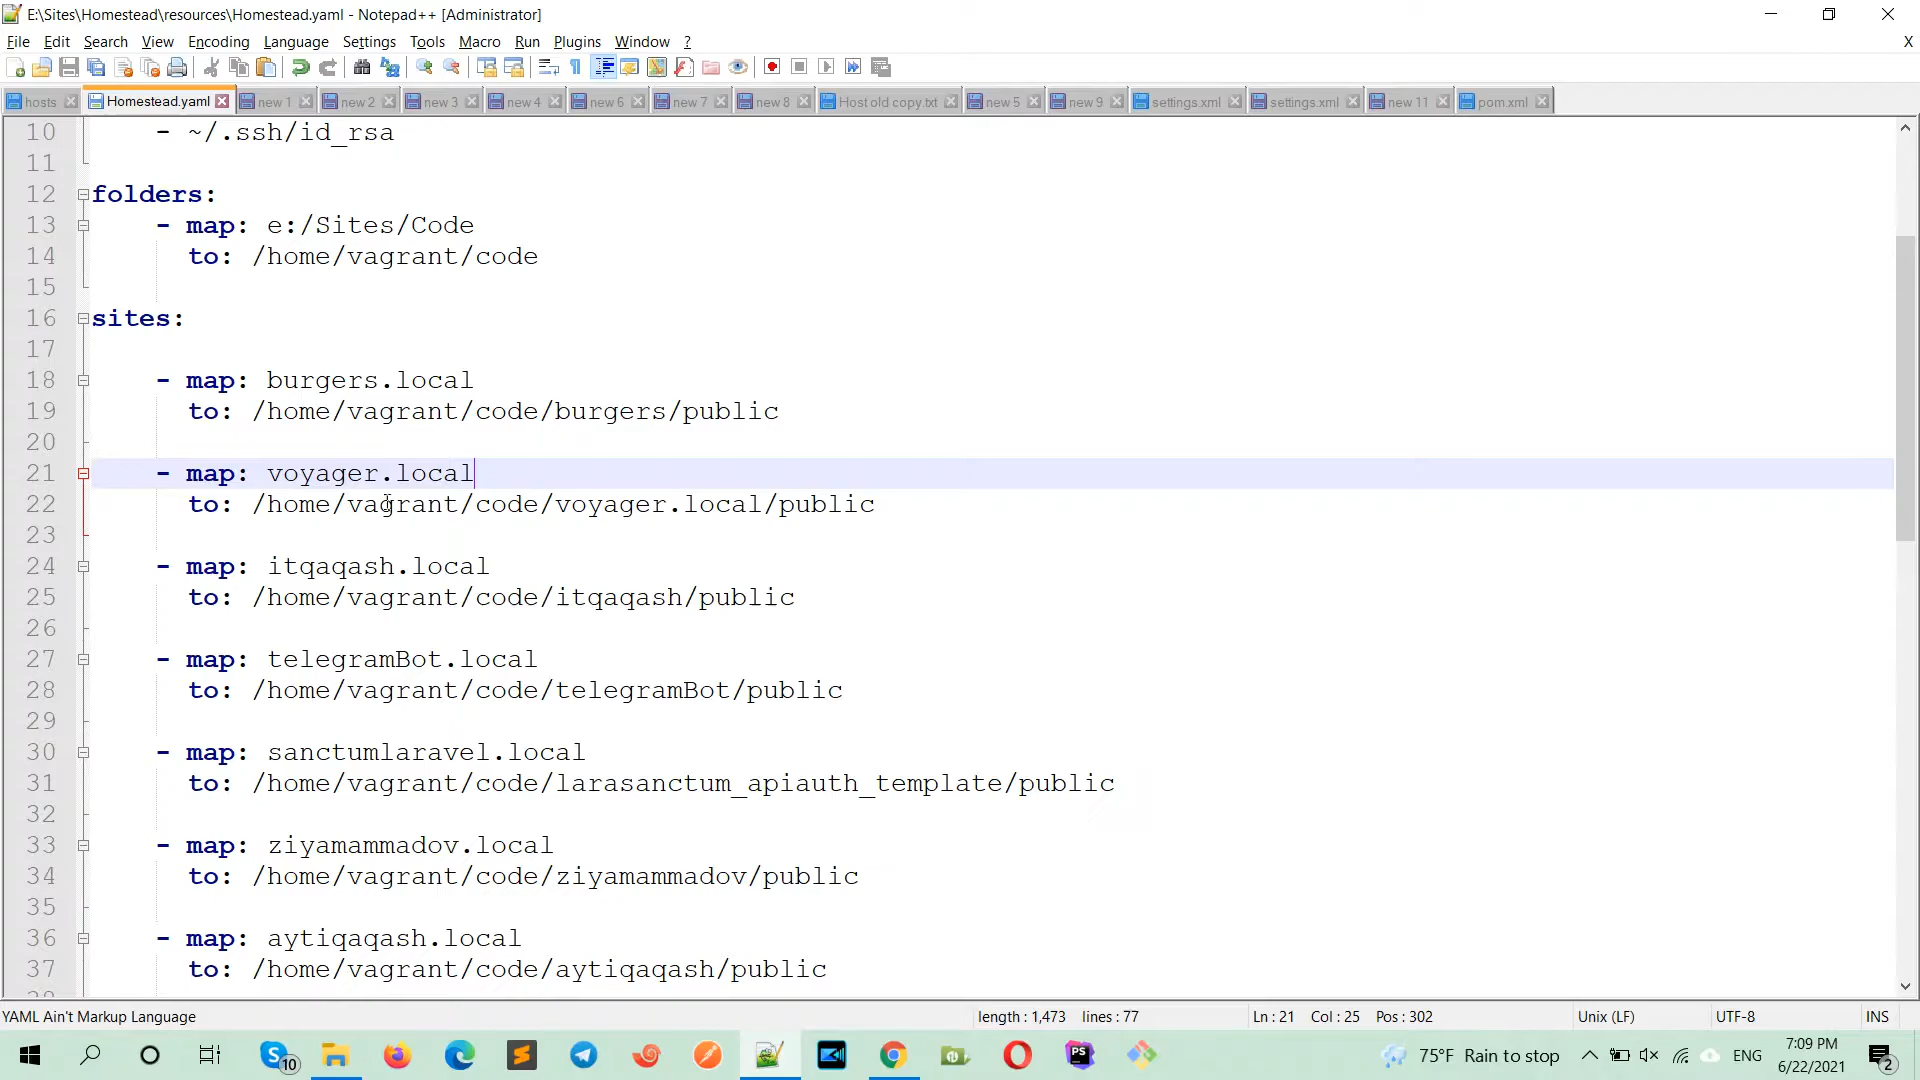 E:\Sites\Homestead\resources\Homestead.yaml - Notepad++ [Administrator]
File Edit Search View Encoding Language Settings Tools Macro Run Plugins Window ? X
hosts Homestead.yaml new 1 new 2 new 3 new 4 new 6 new 7 new 8 Host old copy.txt new 5 new 9 settings.xml settings.xml new 11 pom.xml
10 - ~/.ssh/id_rsa
11
12 folders:
13 - map: e:/Sites/Code
14 to: /home/vagrant/code
15
16 sites:
17
18 - map: burgers.local
19 to: /home/vagrant/code/burgers/public
20
21 - map: voyager.local
22 to: /home/vagrant/code/voyager.local/public
23
24 - map: itqaqash.local
25 to: /home/vagrant/code/itqaqash/public
26
27 - map: telegramBot.local
28 to: /home/vagrant/code/telegramBot/public
29
30 - map: sanctumlaravel.local
31 to: /home/vagrant/code/larasanctum_apiauth_template/public
32
33 - map: ziyamammadov.local
34 to: /home/vagrant/code/ziyamammadov/public
35
36 - map: aytiqaqash.local
37 to: /home/vagrant/code/aytiqaqash/public
38
YAML Ain't Markup Language length : 1,473 lines : 77 Ln : 21 Col : 25 Pos : 302 Unix (LF) UTF-8 INS
10 PS 75°F Rain to stop ENG 7:09 PM 2
6/22/2021